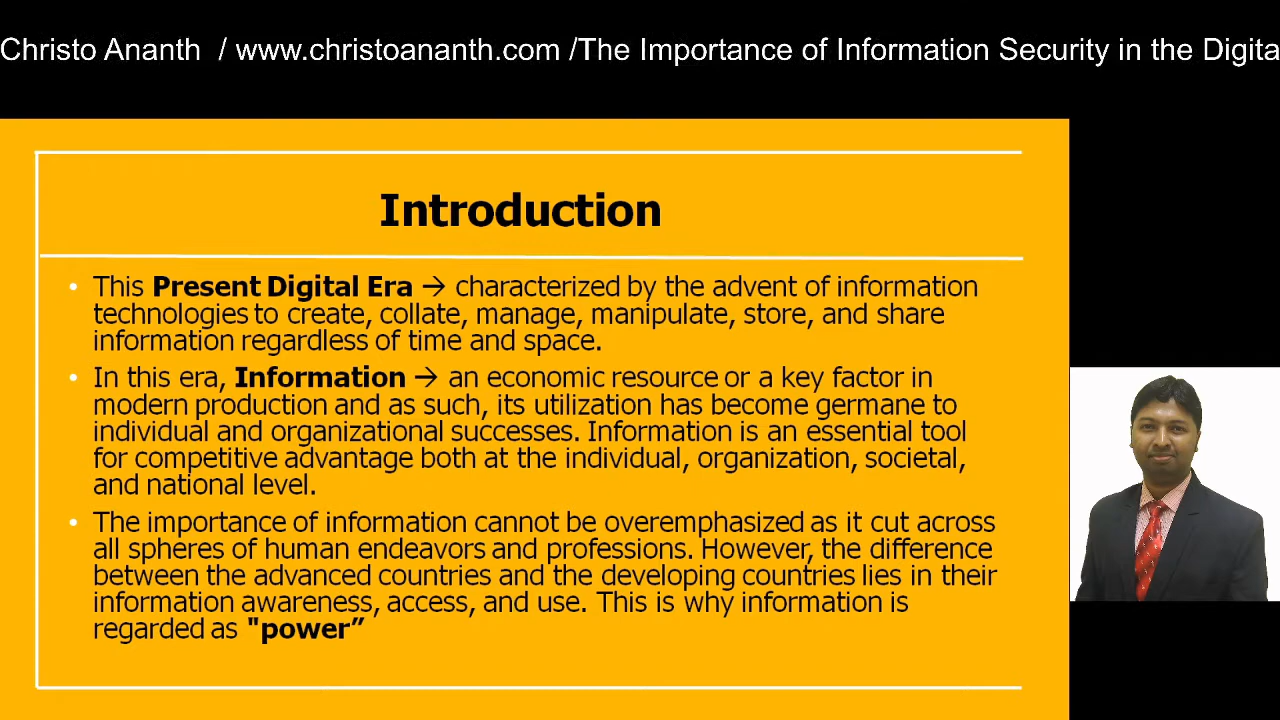 Christo Ananth / www.christoananth.com /The Importance of Information Security in the Digita
Introduction
• This Present Digital Era → characterized by the advent of information
technologies to create, collate, manage, manipulate, store, and share
information regardless of time and space.
• In this era, Information → an economic resource or a key factor in
modern production and as such, its utilization has become germane to
individual and organizational successes. Information is an essential tool
for competitive advantage both at the individual, organization, societal,
and national level.
• The importance of information cannot be overemphasized as it cut across
all spheres of human endeavors and professions. However, the difference
between the advanced countries and the developing countries lies in their
information awareness, access, and use. This is why information is
regarded as "power”